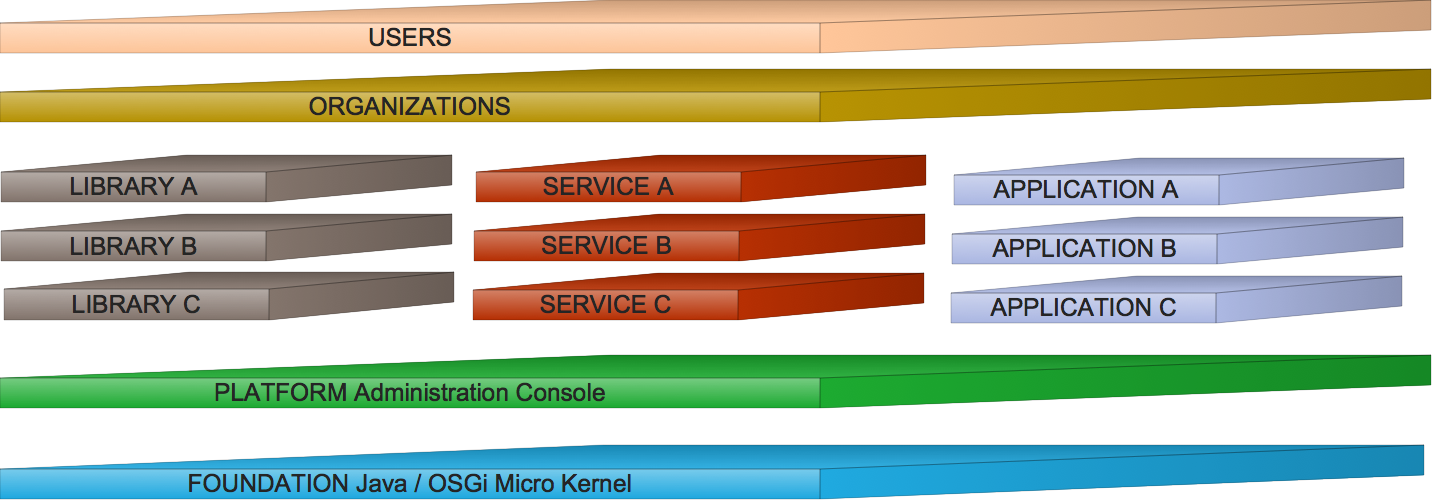 USERS
ORGANIZATIONS
LIBRARY A SERVICE A APPLICATION A
LIBRARY B SERVICE B APPLICATION B
LIBRARY C SERVICE C APPLICATION C
PLATFORM Administration Console
FOUNDATION Java / OSGi Micro Kernel